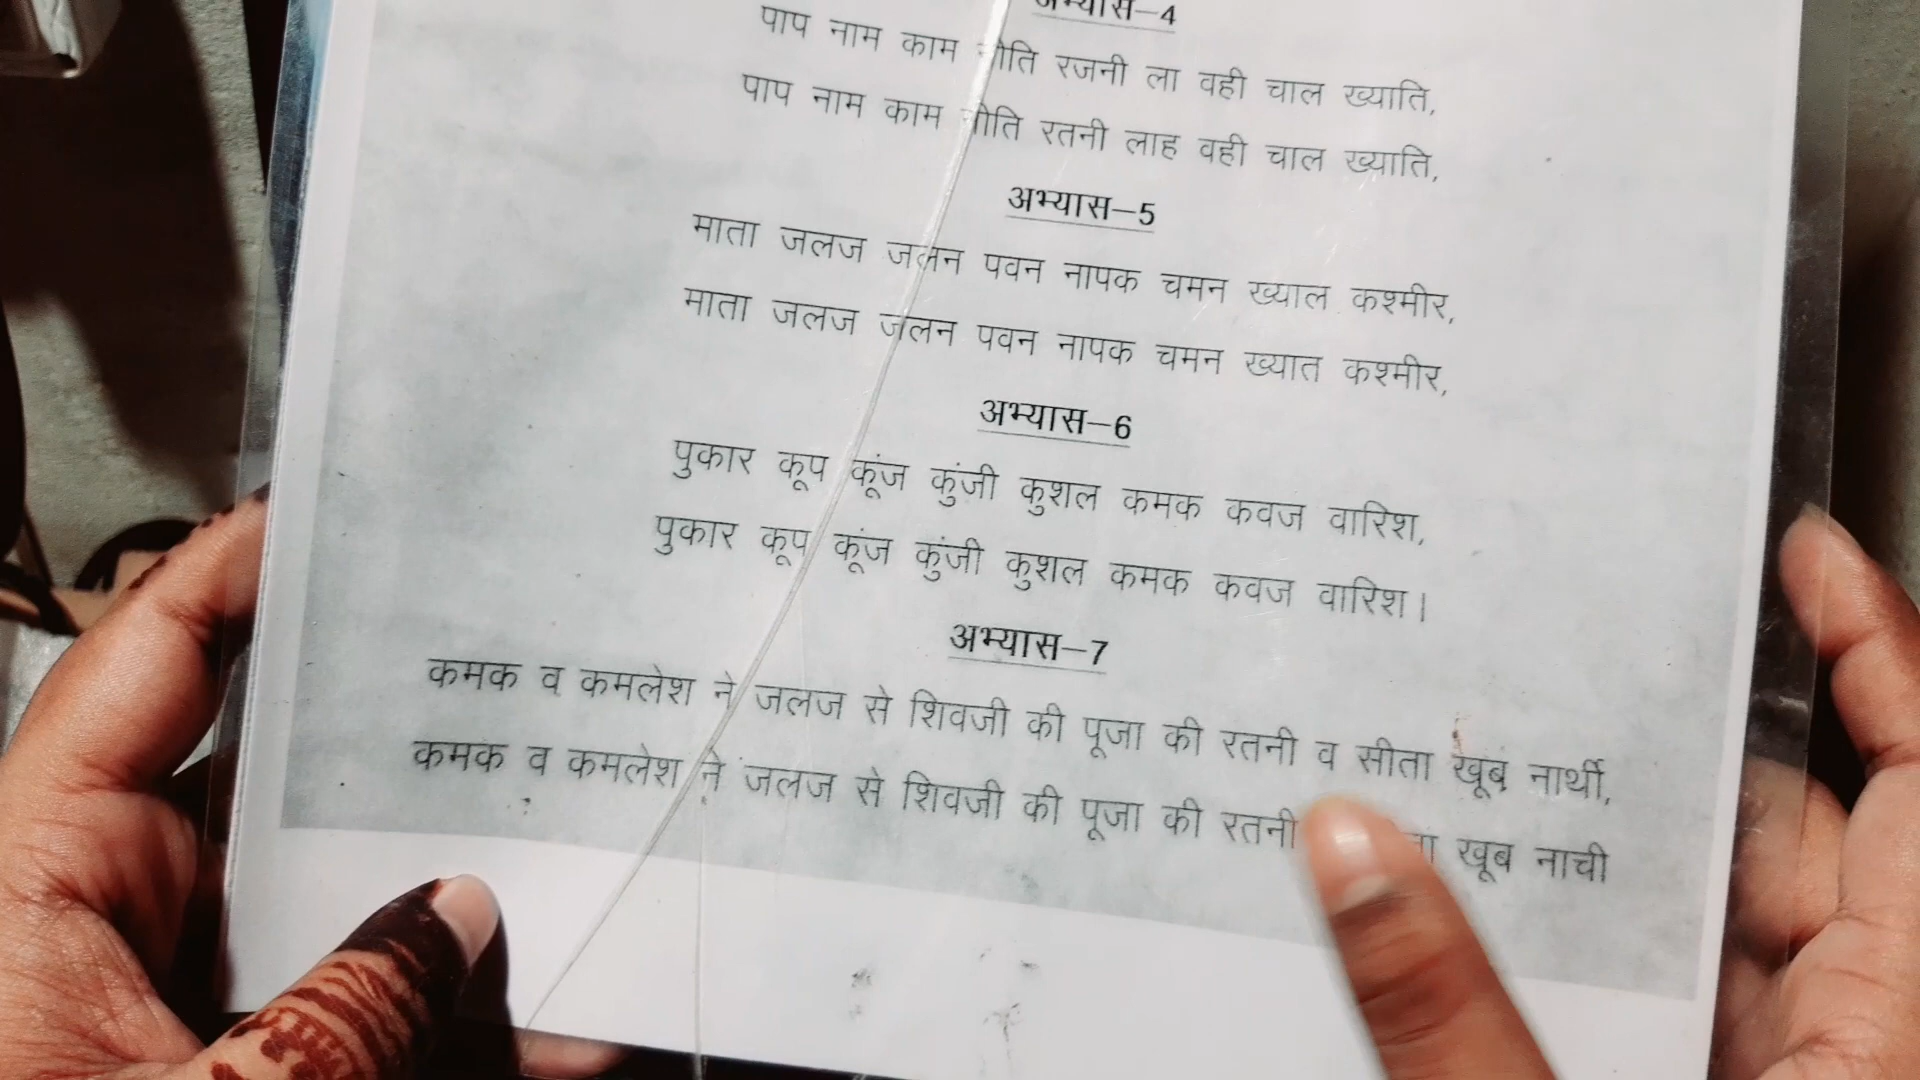 अभ्यास–4
पाप नाम काम रजनी ला वही चाल ख्याति,
पाप नाम काम रतनी लाह वही चाल ख्याति,
अभ्यास–5
माता जलज जलन पवन नापक चमन ख्याल कश्मीर,
माता जलज जलन पवन नापक चमन ख्यात कश्मीर,
अभ्यास–6
पुकार कूप कूंज कुंजी कुशल कमक कवज वारिश,
पुकार कूप कूंज कुंजी कुशल कमक कवज वारिश।
अभ्यास–7
कमक व कमलेश ने जलज से शिवजी की पूजा की रतनी व सीता खूब नार्थी,
कमक व कमलेश ने जलज से शिवजी की पूजा की रतनी खूब नाची